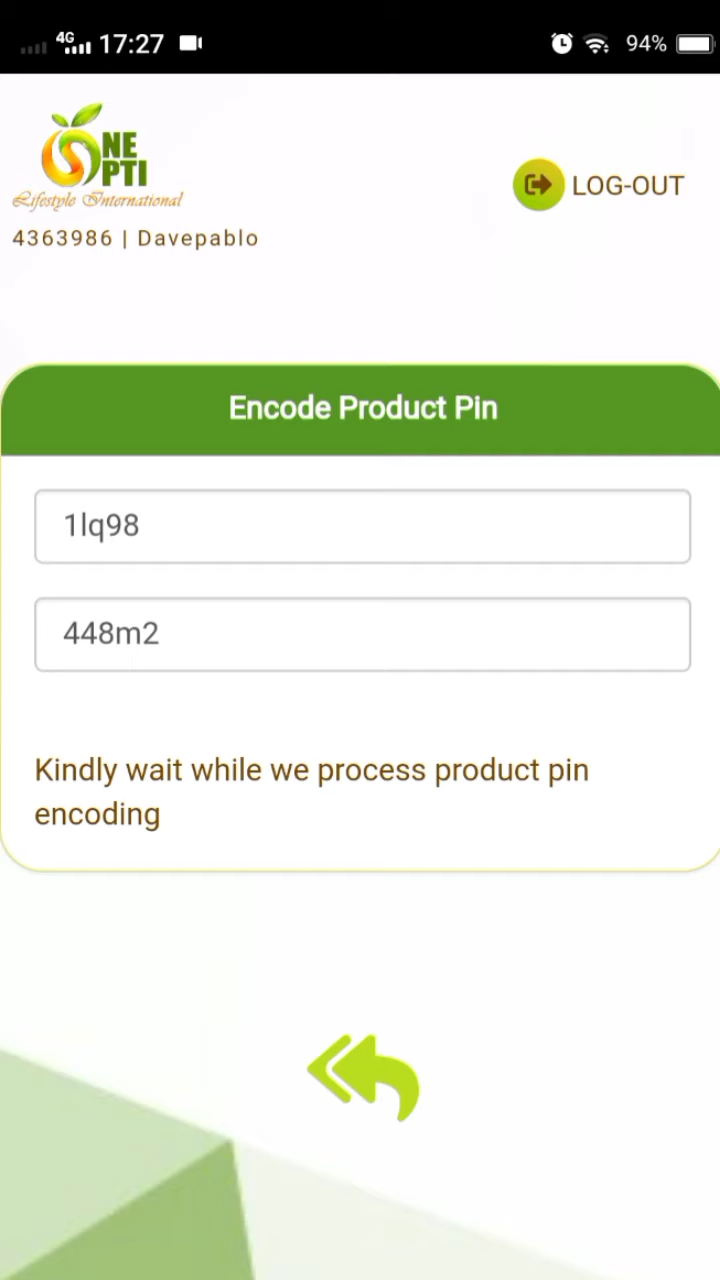 4G 17:27 94%
NE
PTI
Lifestyle International
LOG-OUT
4363986 | Davepablo
Encode Product Pin
1lq98
448m2
Kindly wait while we process product pin
encoding